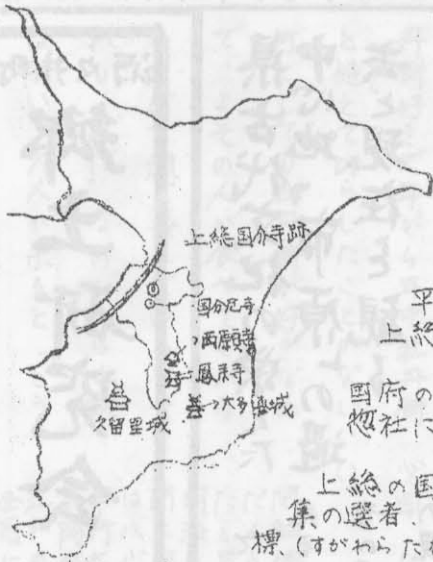 上総国分寺跡
国分尼寺
西願寺
鳳来寺
大多喜城
久留里城
平
上総
国府の
惣社に
上総の国
集の選者、
標、(すがわら たか